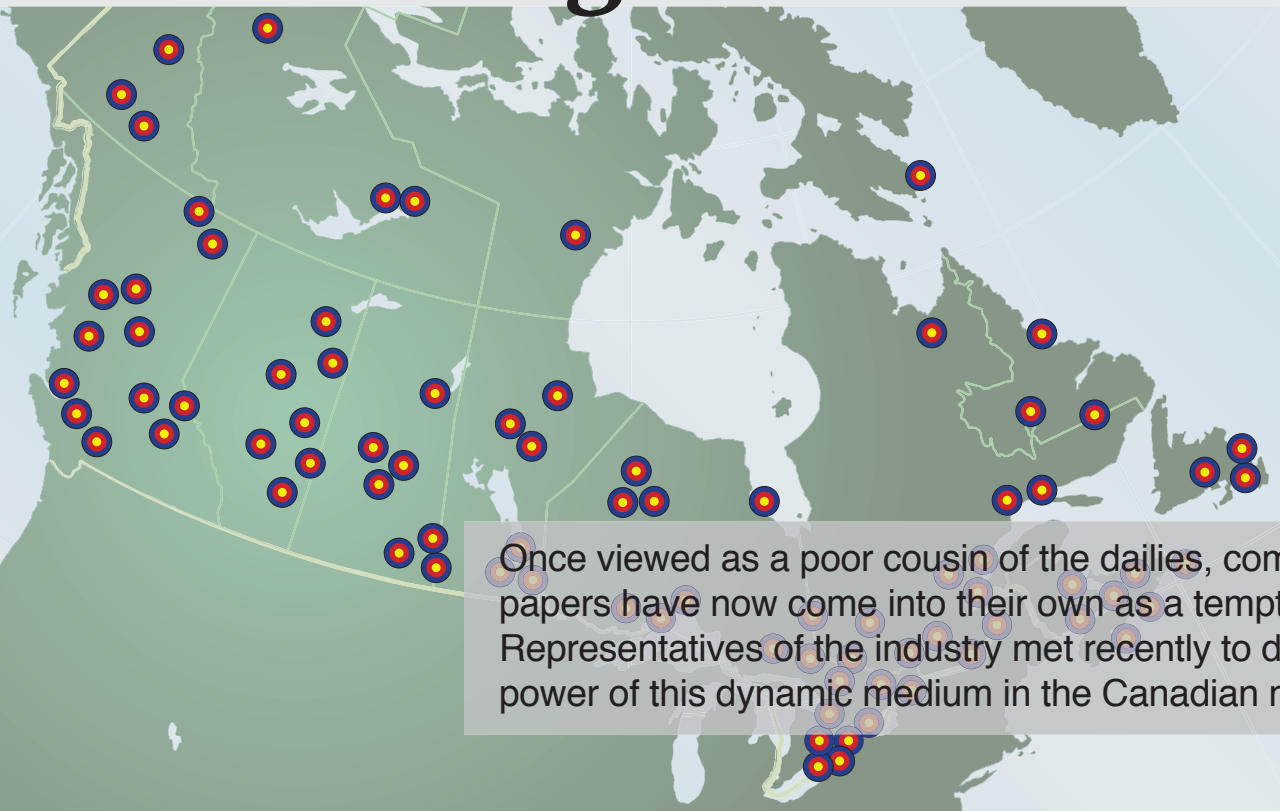 g
Once viewed as a poor cousin of the dailies, com
papers have now come into their own as a tempt
Representatives of the industry met recently to d
power of this dynamic medium in the Canadian